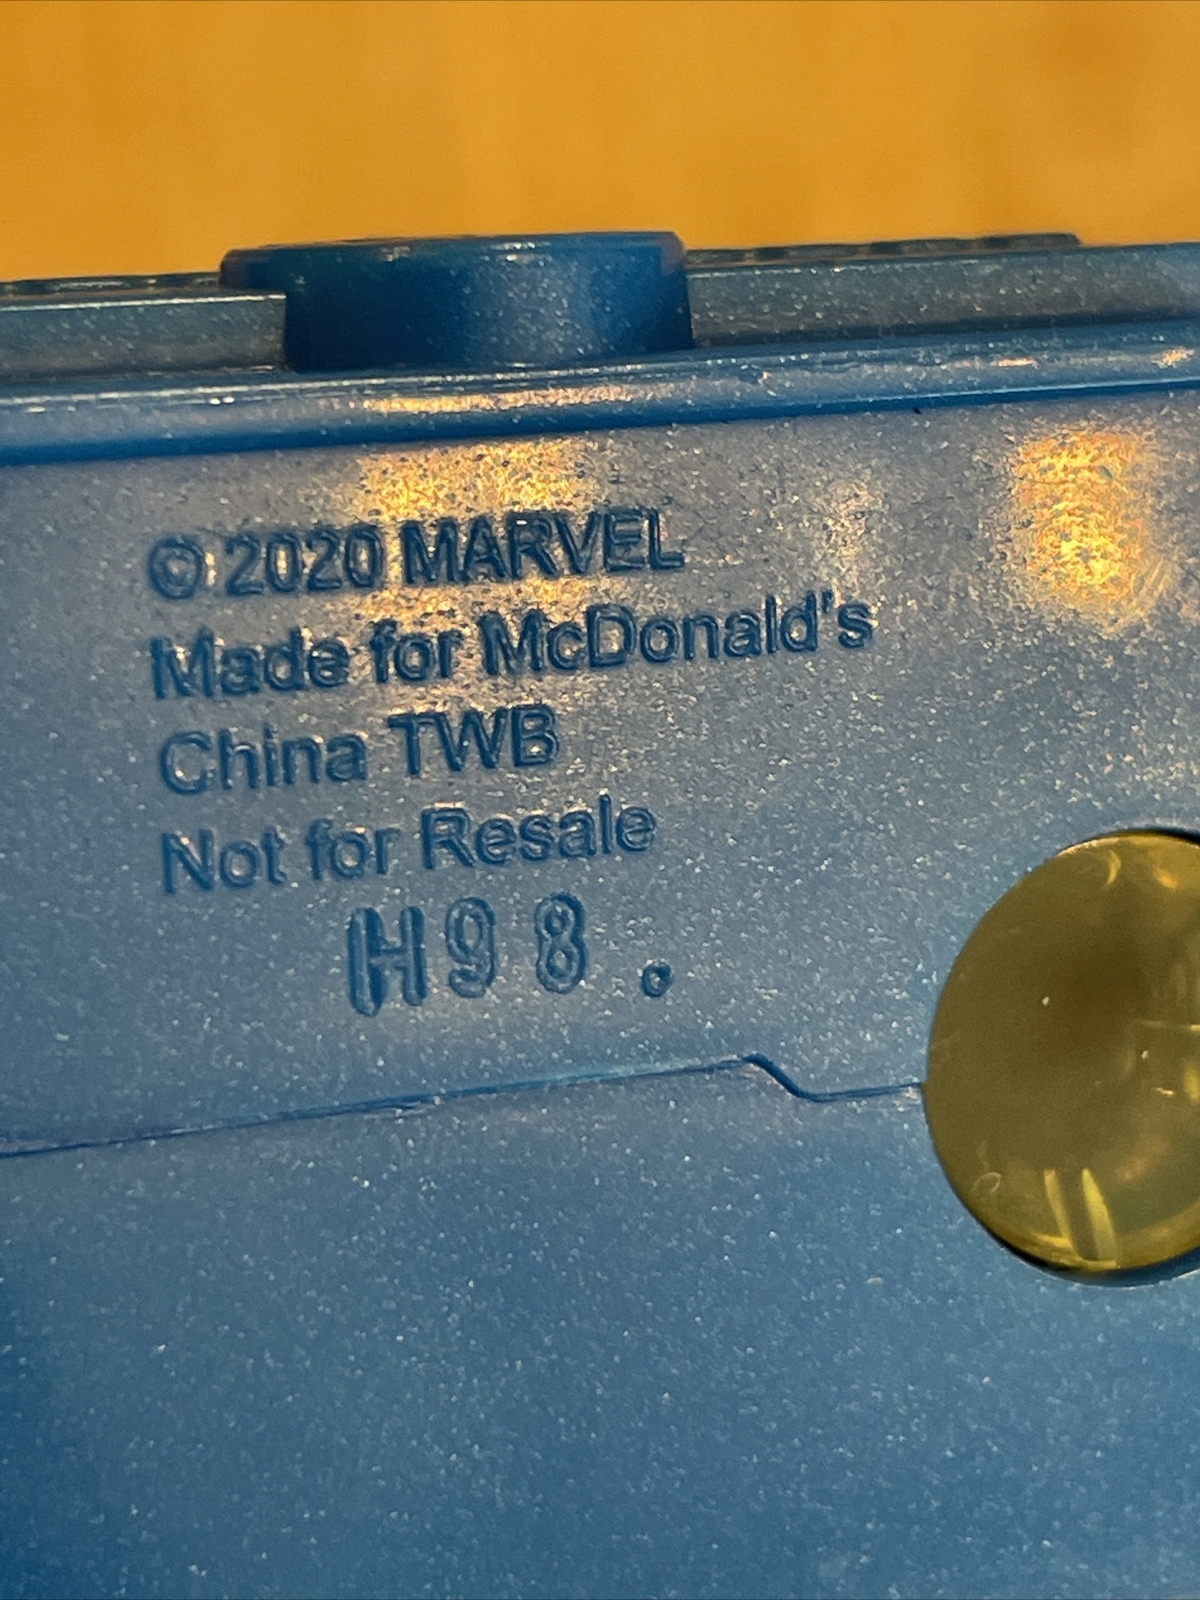 © 2020 MARVEL
Made for McDonald's
China TWB
Not for Resale
H98.